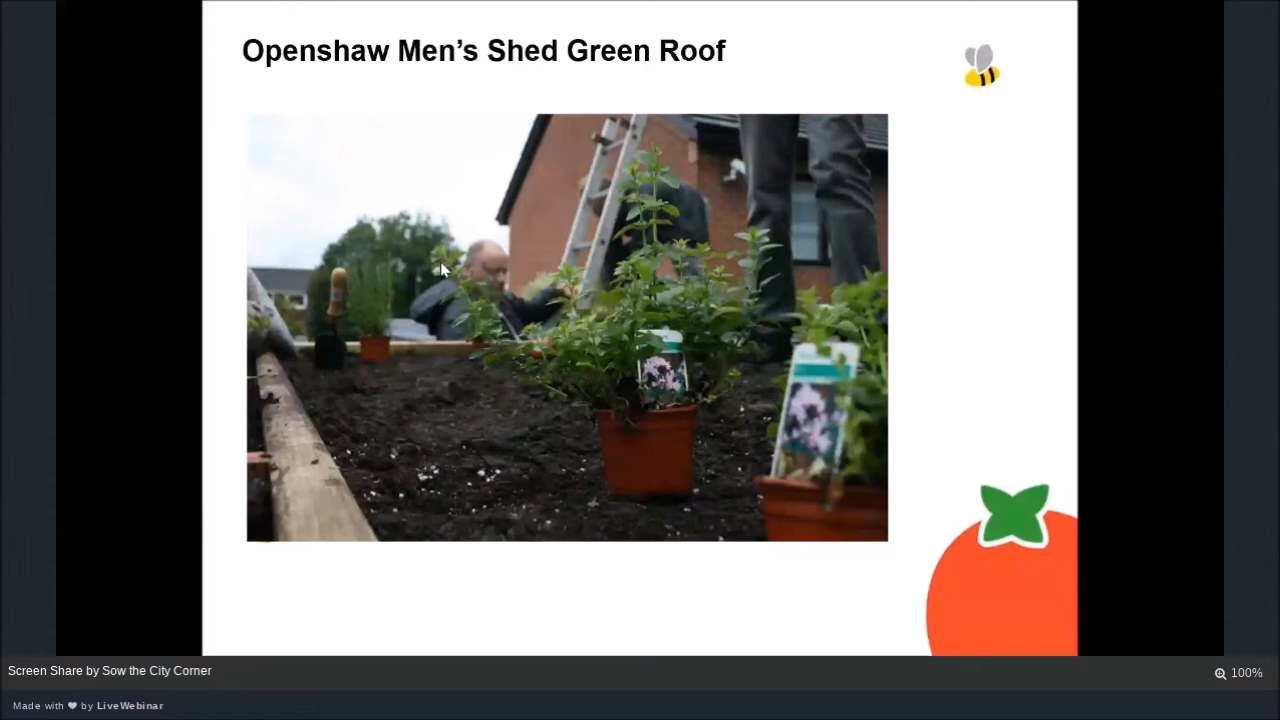 Openshaw Men’s Shed Green Roof
Screen Share by Sow the City Corner
100%
Made with ❤ by LiveWebinar